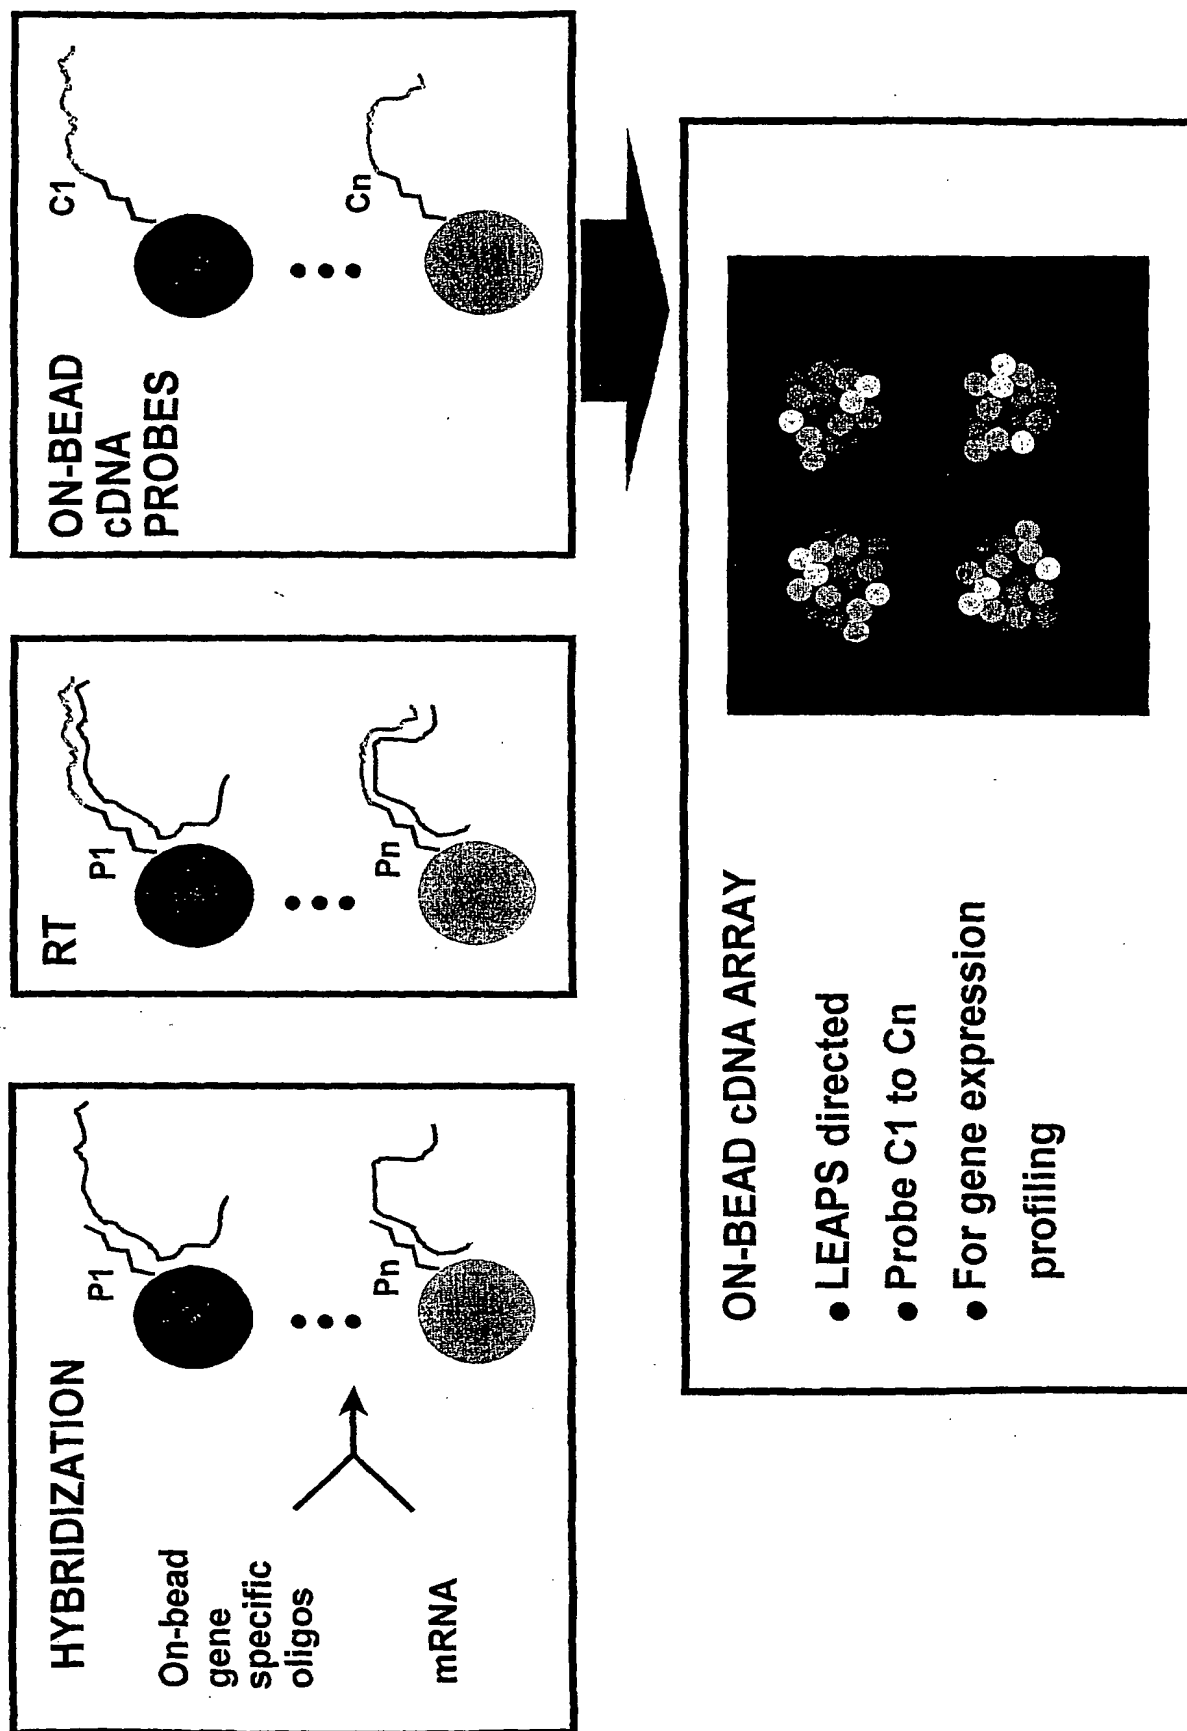 HYBRIDIZATION
On-bead
gene
specific
oligos
mRNA
P1
Pn
RT
P1
Pn
ON-BEAD
cDNA
PROBES
C1
Cn
ON-BEAD cDNA ARRAY
● LEAPS directed
● Probe C1 to Cn
● For gene expression
profiling